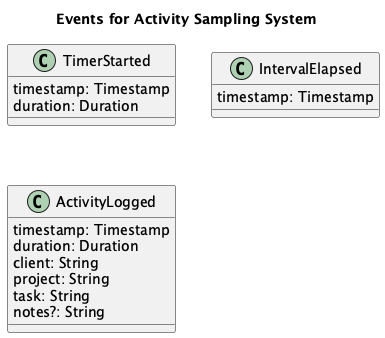 Events for Activity Sampling System
C TimerStarted
timestamp: Timestamp
duration: Duration
C IntervalElapsed
timestamp: Timestamp
C ActivityLogged
timestamp: Timestamp
duration: Duration
client: String
project: String
task: String
notes?: String